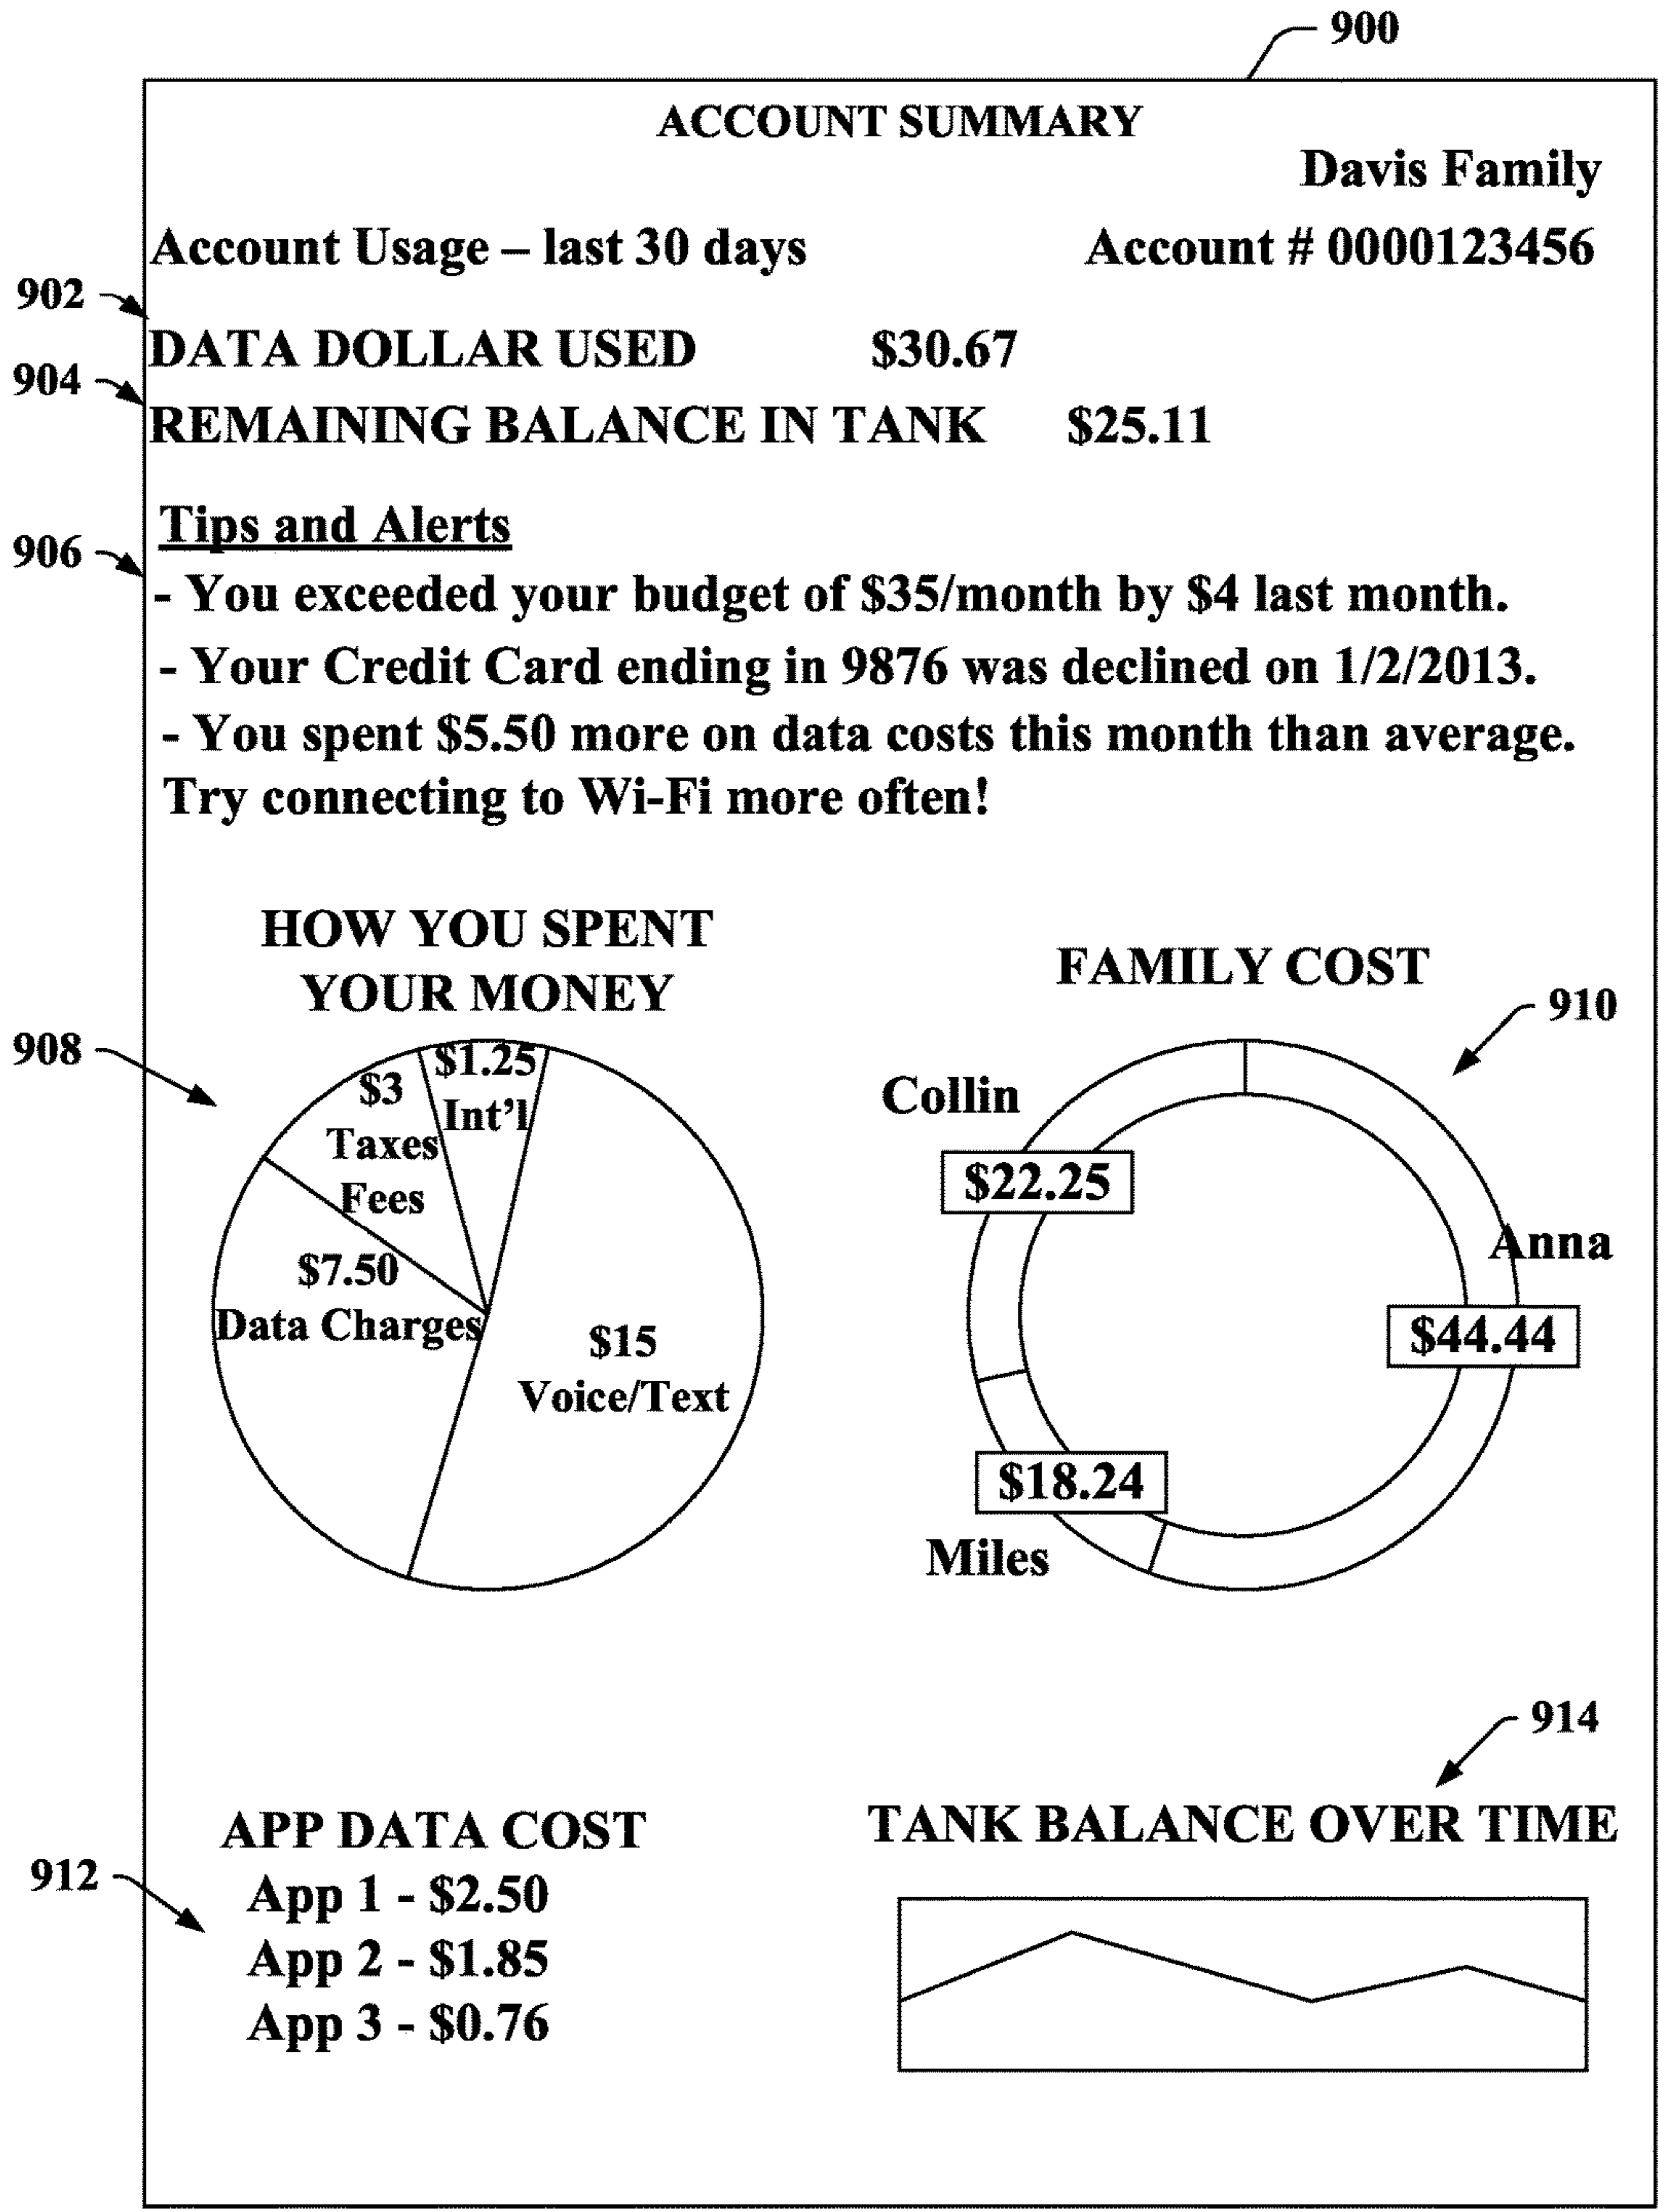 900
ACCOUNT SUMMARY
Davis Family
Account Usage – last 30 days
Account # 0000123456
902
DATA DOLLAR USED $30.67
904
REMAINING BALANCE IN TANK $25.11
Tips and Alerts
906
- You exceeded your budget of $35/month by $4 last month.
- Your Credit Card ending in 9876 was declined on 1/2/2013.
- You spent $5.50 more on data costs this month than average.
Try connecting to Wi-Fi more often!
HOW YOU SPENT
YOUR MONEY
908
$1.25
Int'l
$3
Taxes
Fees
$7.50
Data Charges
$15
Voice/Text
FAMILY COST
910
Collin
$22.25
Anna
$44.44
$18.24
Miles
APP DATA COST
912
App 1 - $2.50
App 2 - $1.85
App 3 - $0.76
914
TANK BALANCE OVER TIME